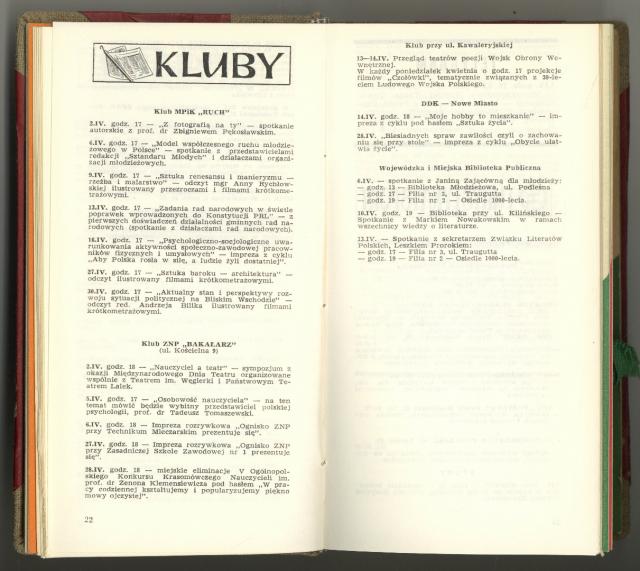 KLUBY
Klub MPiK „RUCH"
2.IV. godz. 17 — „Z fotografią na ty" — spotkanie
autorskie z prof. dr Zbigniewem Pękosławskim.
6.IV. godz. 17 — „Model współczesnego ruchu młodzie-
żowego w Polsce" — spotkanie z przedstawicielami
redakcji „Sztandaru Młodych" i działaczami organi-
zacji młodzieżowych.
9.IV. godz. 17 — „Sztuka renesansu i manieryzmu —
rzeźba i malarstwo" — odczyt mgr Anny Rychłow-
skiej ilustrowany przezroczami i filmami krótkome-
trażowymi.
13.IV. godz. 17 — „Zadania rad narodowych w świetle
poprawek wprowadzonych do Konstytucji PRL" — z
pierwszych doświadczeń działalności gminnych rad na-
rodowych (spotkanie z działaczami rad narodowych).
16.IV. godz. 17 — „Psychologiczno-socjologiczne uwa-
runkowania aktywności społeczno-zawodowej pracow-
ników fizycznych i umysłowych" — impreza z cyklu
„Aby Polska rosła w siłę, a ludzie żyli dostatniej".
27.IV. godz. 17 — „Sztuka baroku — architektura" —
odczyt ilustrowany filmami krótkometrażowymi.
30.IV. godz. 17 — „Aktualny stan i perspektywy roz-
woju sytuacji politycznej na Bliskim Wschodzie" —
odczyt red. Andrzeja Bilika ilustrowany filmami
krótkometrażowymi.
Klub ZNP „BAKAŁARZ"
(ul. Kościelna 9)
2.IV. godz. 18 — „Nauczyciel a teatr" — sympozjum z
okazji Międzynarodowego Dnia Teatru organizowane
wspólnie z Teatrem im. Węgierki i Państwowym Te-
atrem Lalek.
5.IV. godz. 17 — „Osobowość nauczyciela" — na ten
temat mówić będzie wybitny przedstawiciel polskiej
psychologii, prof. dr Tadeusz Tomaszewski.
6.IV. godz. 18 — Impreza rozrywkowa „Ognisko ZNP
przy Technikum Mleczarskim prezentuje się".
27.IV. godz. 18 — Impreza rozrywkowa „Ognisko ZNP
przy Zasadniczej Szkole Zawodowej nr 1 prezentuje
się".
28.IV. godz. 18 — miejskie eliminacje V Ogólnopol-
skiego Konkursu Krasomówczego Nauczycieli im.
prof. dr Zenona Klemensiewicza pod hasłem „W pra-
cy codziennej kształtujemy i popularyzujemy piękno
mowy ojczystej".
22
Klub przy ul. Kawaleryjskiej
13—14.IV. Przegląd teatrów poezji Wojsk Obrony We-
wnętrznej.
W każdy poniedziałek kwietnia o godz. 17 projekcje
filmów „Czołówki", tematycznie związanych z 30-le-
ciem Ludowego Wojska Polskiego.
DDK — Nowe Miasto
14.IV. godz. 18 — „Moje hobby to mieszkanie" — im-
preza z cyklu pod hasłem „Sztuka życia".
28.IV. „Biesiadnych spraw zawiłości czyli o zachowa-
niu się przy stole" — impreza z cyklu „Obycie ułat-
wia życie".
Wojewódzka i Miejska Biblioteka Publiczna
6.IV. — spotkanie z Janiną Zającówną dla młodzieży:
— godz. 13 — Biblioteka Młodzieżowa, ul. Podleśna
— godz. 17 — Filia nr 3, ul. Traugutta
— godz. 19 — Filia nr 2 — Osiedle 1000-lecia.
10.IV. godz. 19 — Biblioteka przy ul. Kilińskiego —
Spotkanie z Markiem Nowakowskim w ramach
wszechnicy wiedzy o literaturze.
13.IV. — Spotkanie z sekretarzem Związku Literatów
Polskich, Leszkiem Prorokiem:
— godz. 17 — Filia nr 3, ul. Traugutta
— godz. 19 — Filia nr 2 — Osiedle 1000-lecia.